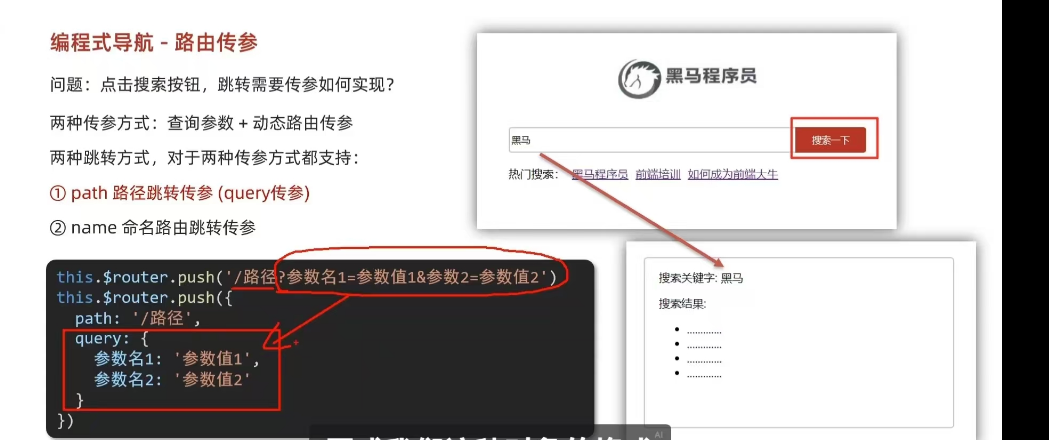 编程式导航 - 路由传参
问题：点击搜索按钮，跳转需要传参如何实现？
两种传参方式：查询参数 + 动态路由传参
两种跳转方式，对于两种传参方式都支持：
① path 路径跳转传参 (query传参)
② name 命名路由跳转传参
this.$router.push('/路径?参数名1=参数值1&参数2=参数值2')
this.$router.push({
path: '/路径',
query: {
参数名1: '参数值1',
参数名2: '参数值2'
}
})
黑马程序员
黑马
搜索一下
热门搜索： 黑马程序员 前端培训 如何成为前端大牛
搜索关键字: 黑马
搜索结果:
............
............
............
............